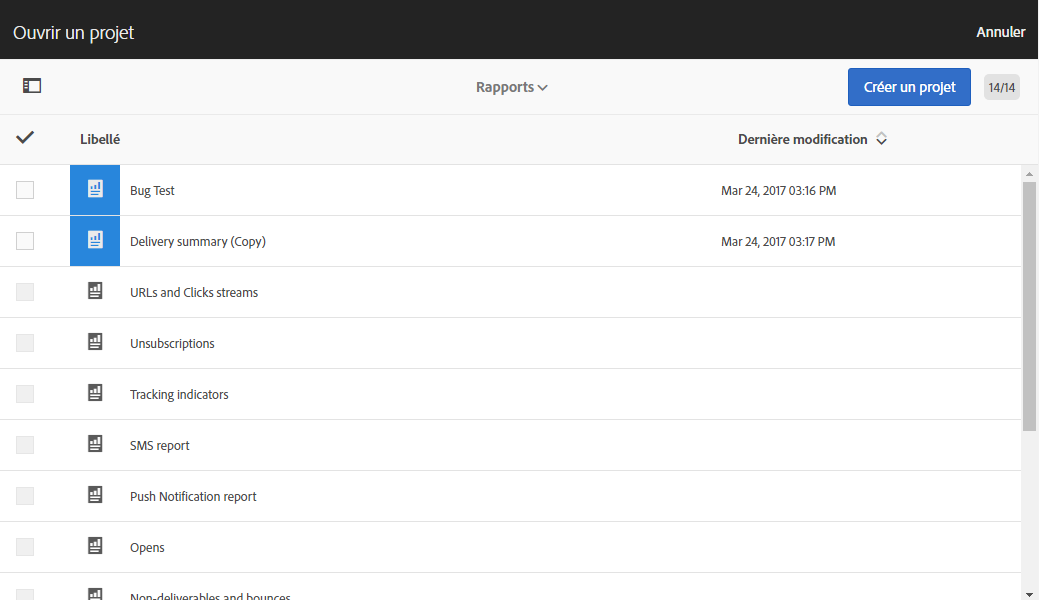 Ouvrir un projet
Annuler
Rapports
Créer un projet
14/14
Libellé
Dernière modification
Bug Test
Mar 24, 2017 03:16 PM
Delivery summary (Copy)
Mar 24, 2017 03:17 PM
URLs and Clicks streams
Unsubscriptions
Tracking indicators
SMS report
Push Notification report
Opens
Non-deliverables and bounces